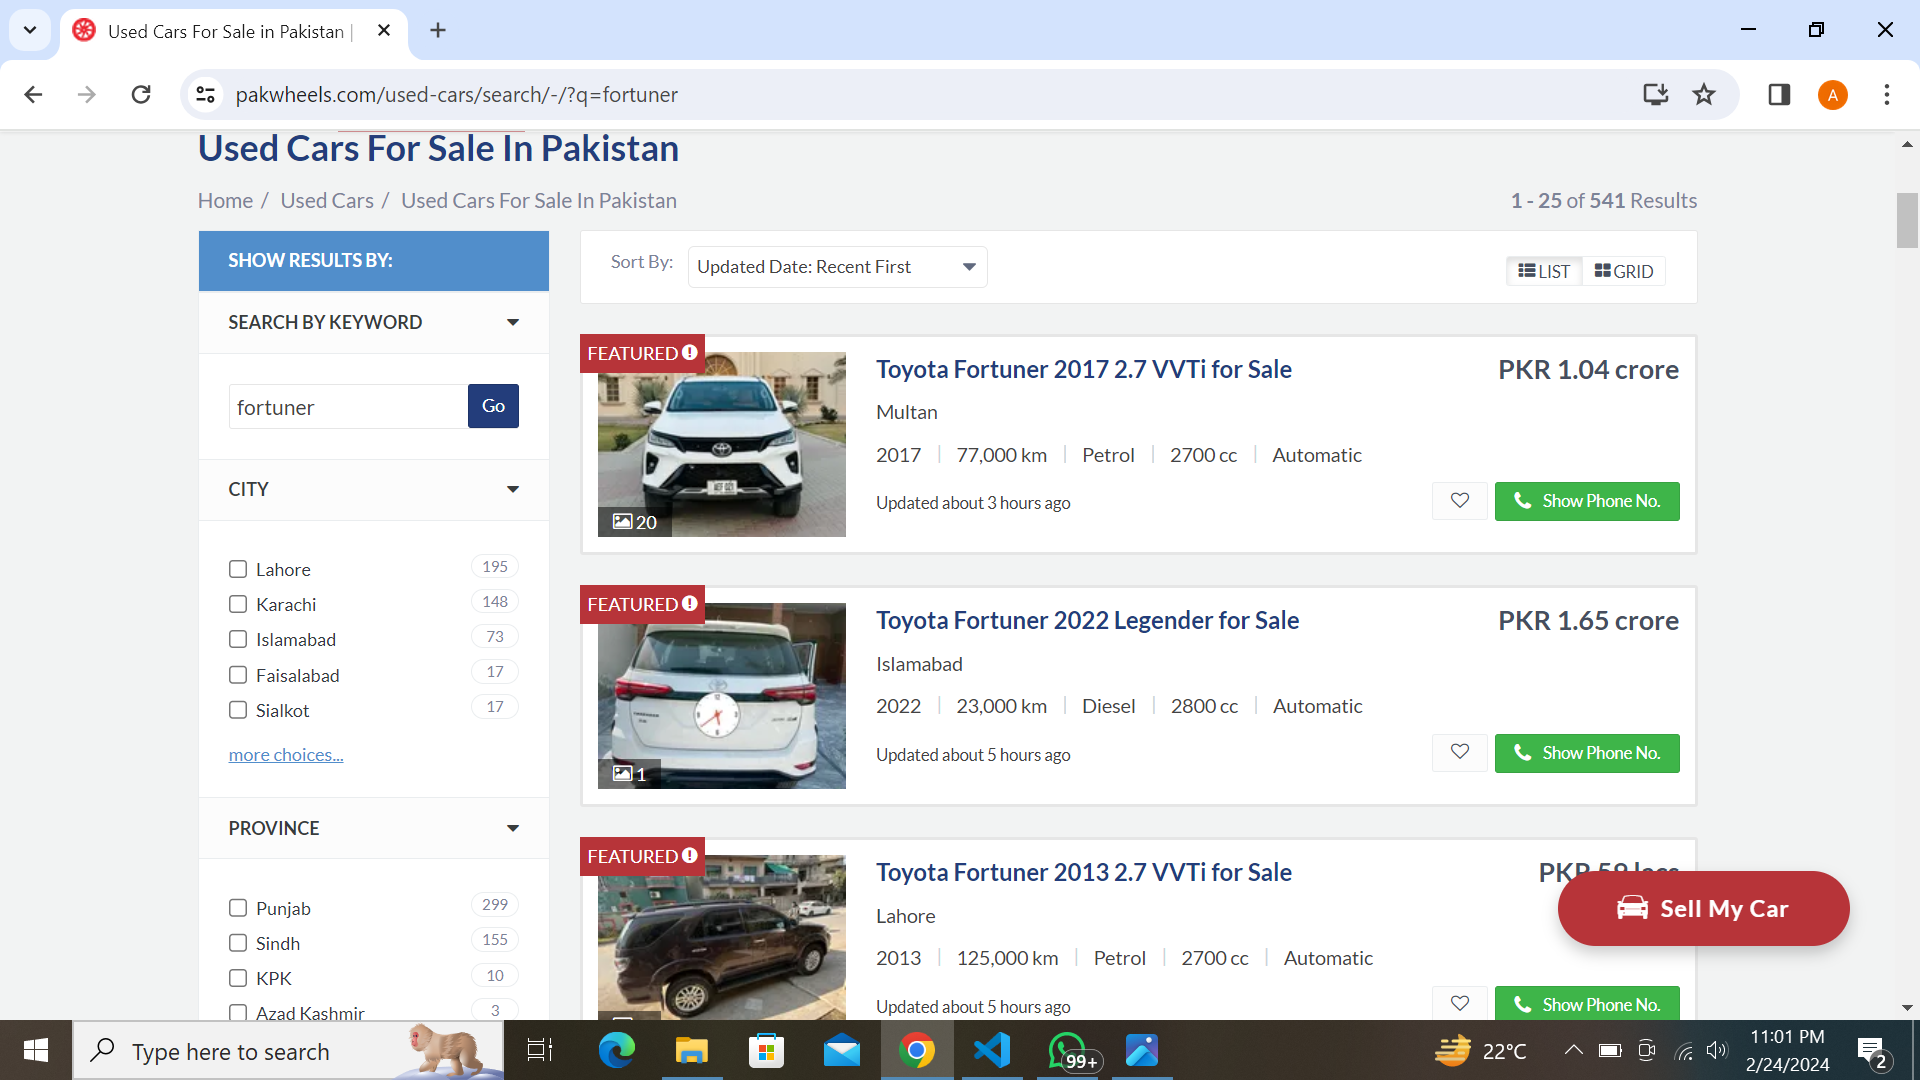 Used Cars For Sale in Pakistan |
pakwheels.com/used-cars/search/-/?q=fortuner
A
Used Cars For Sale In Pakistan
Home / Used Cars / Used Cars For Sale In Pakistan
1 - 25 of 541 Results
SHOW RESULTS BY:
SEARCH BY KEYWORD
fortuner
Go
CITY
Lahore 195
Karachi 148
Islamabad 73
Faisalabad 17
Sialkot 17
more choices...
PROVINCE
Punjab 299
Sindh 155
KPK 10
Azad Kashmir 3
Sort By: Updated Date: Recent First
LIST GRID
FEATURED
20
Toyota Fortuner 2017 2.7 VVTi for Sale
PKR 1.04 crore
Multan
2017 | 77,000 km | Petrol | 2700 cc | Automatic
Updated about 3 hours ago
Show Phone No.
FEATURED
1
Toyota Fortuner 2022 Legender for Sale
PKR 1.65 crore
Islamabad
2022 | 23,000 km | Diesel | 2800 cc | Automatic
Updated about 5 hours ago
Show Phone No.
FEATURED
Toyota Fortuner 2013 2.7 VVTi for Sale
PKR 59 lacs
Lahore
2013 | 125,000 km | Petrol | 2700 cc | Automatic
Updated about 5 hours ago
Show Phone No.
Sell My Car
Type here to search
99+
22°C
11:01 PM
2/24/2024
2